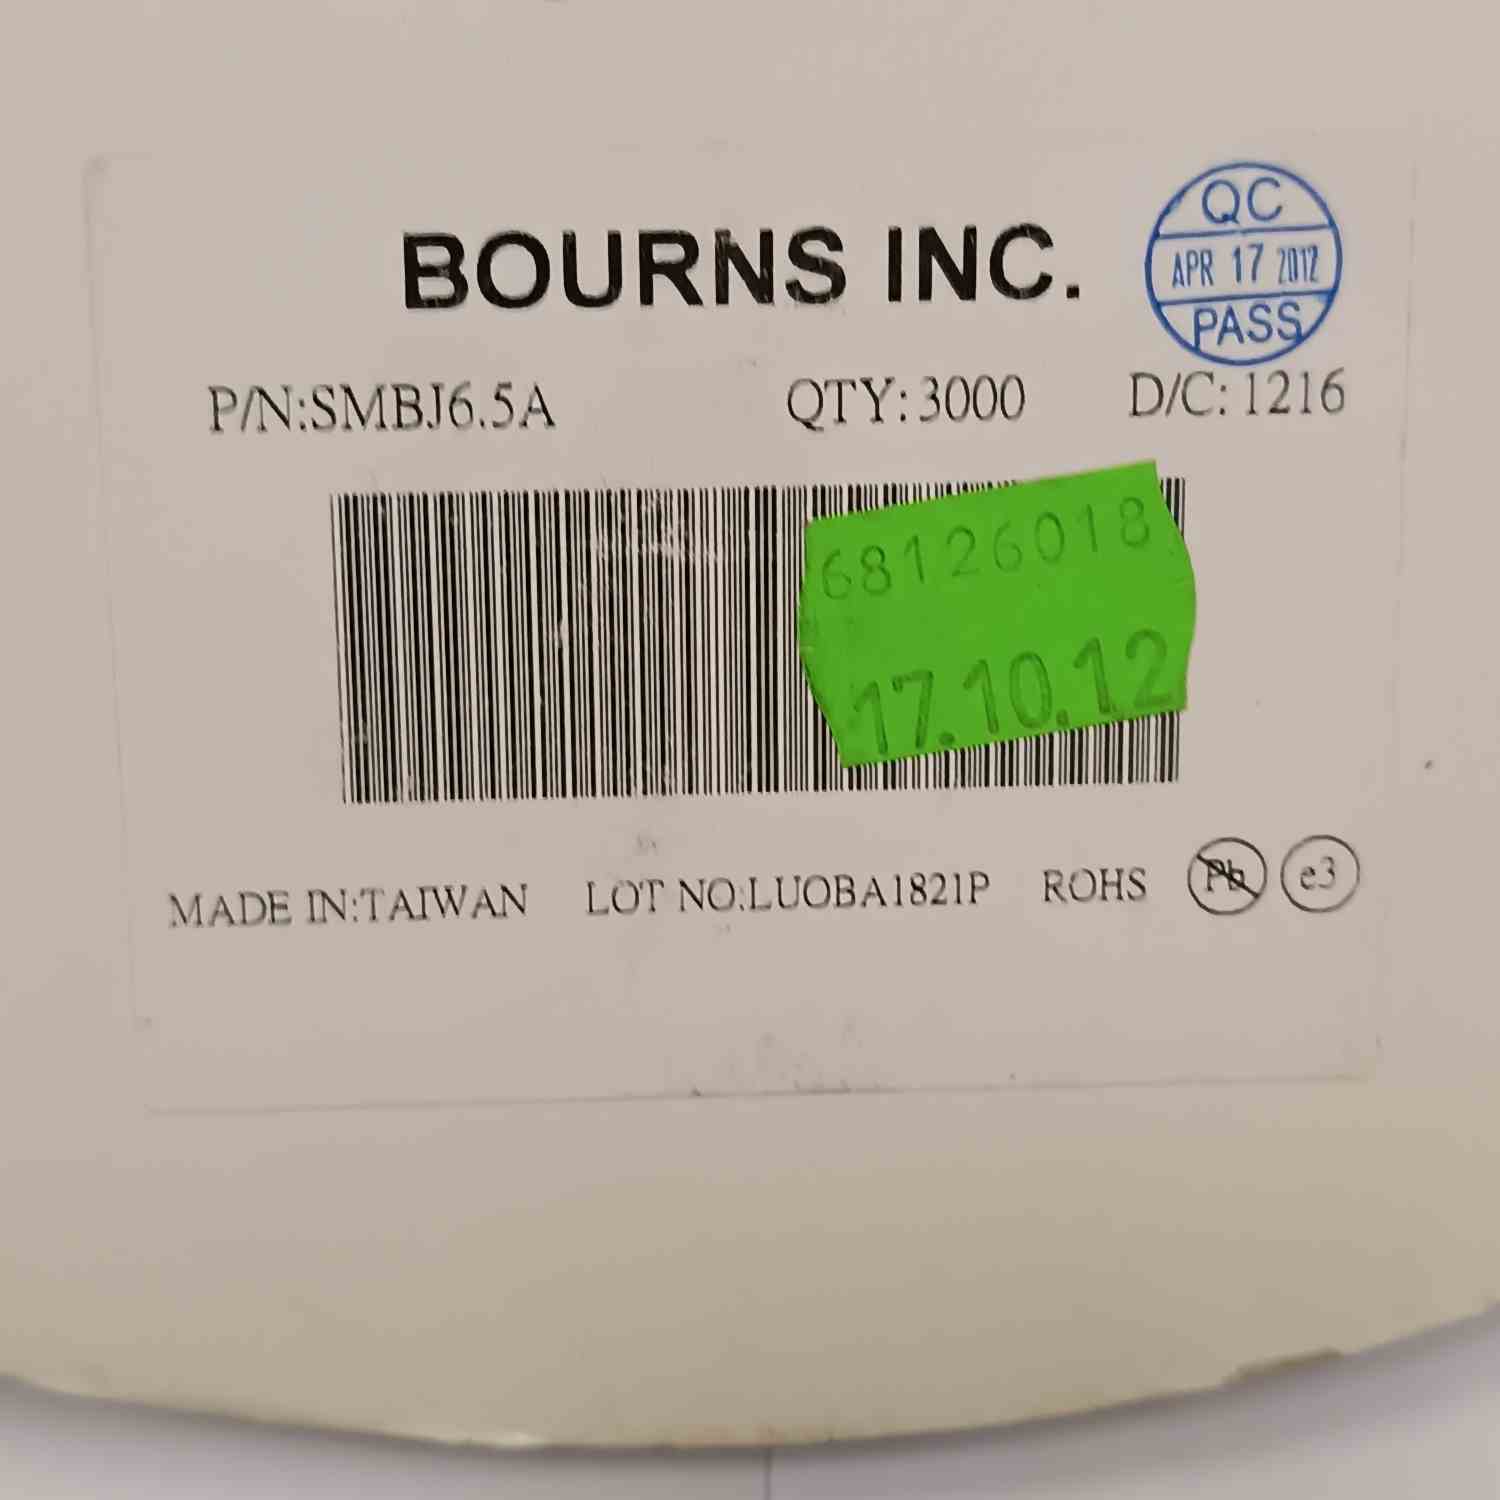 BOURNS INC.
QC
APR 17 2012
PASS
P/N:SMBJ6.5A QTY: 3000 D/C: 1216
68126018
17.10.12
MADE IN:TAIWAN LOT NO:LUOBA1821P ROHS Pb e3